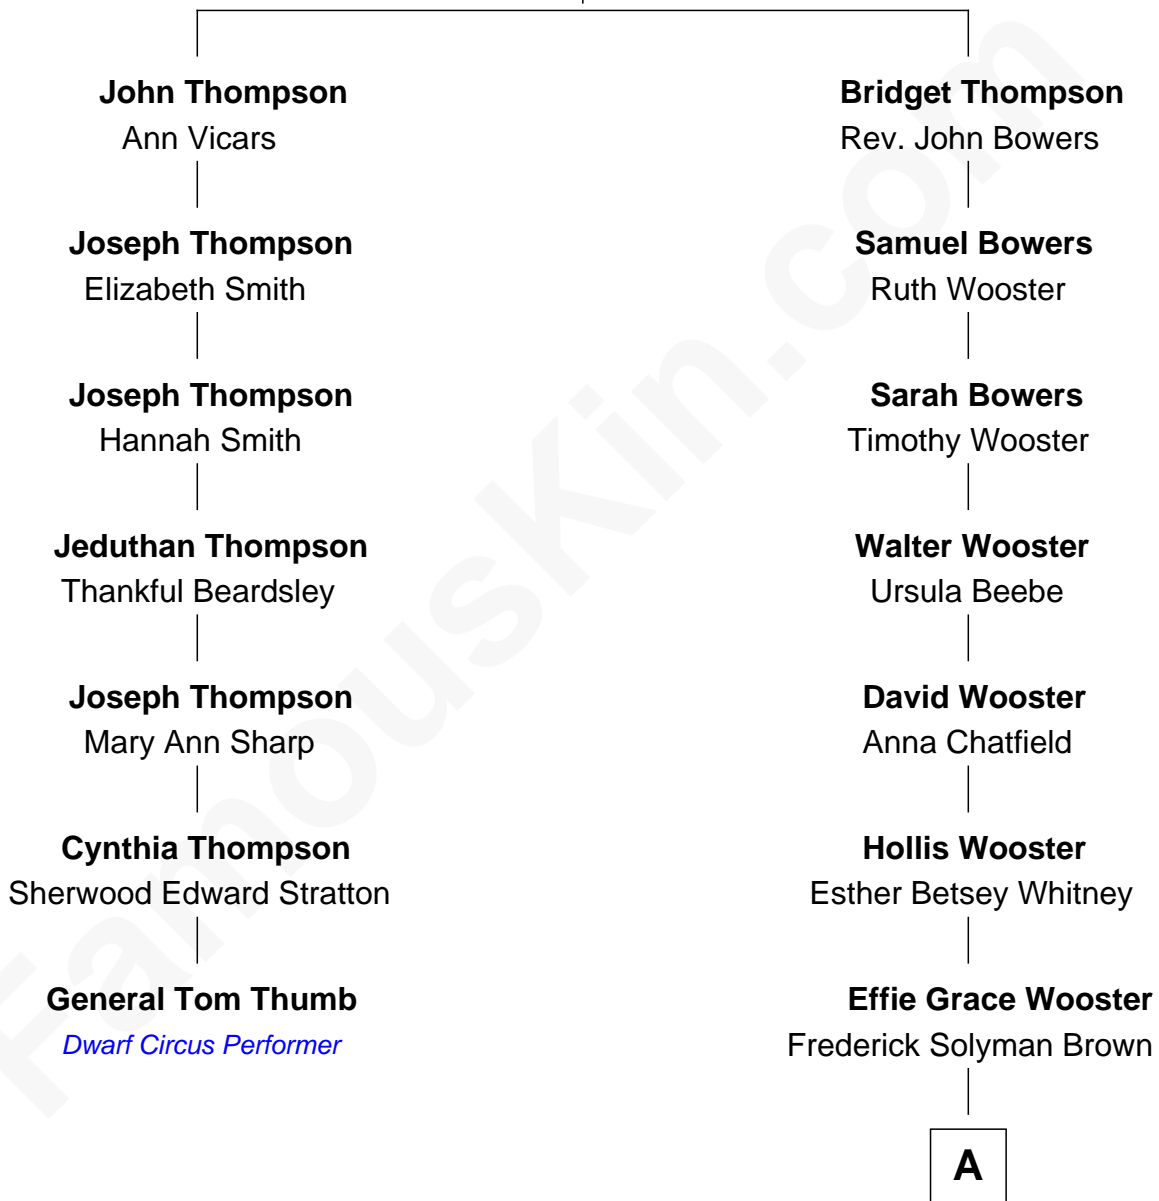 John Thompson
Ann Vicars
Joseph Thompson
Elizabeth Smith
Joseph Thompson
Hannah Smith
Jeduthan Thompson
Thankful Beardsley
Joseph Thompson
Mary Ann Sharp
Cynthia Thompson
Sherwood Edward Stratton
General Tom Thumb
Dwarf Circus Performer
Bridget Thompson
Rev. John Bowers
Samuel Bowers
Ruth Wooster
Sarah Bowers
Timothy Wooster
Walter Wooster
Ursula Beebe
David Wooster
Anna Chatfield
Hollis Wooster
Esther Betsey Whitney
Effie Grace Wooster
Frederick Solyman Brown
A
FamousKin.com